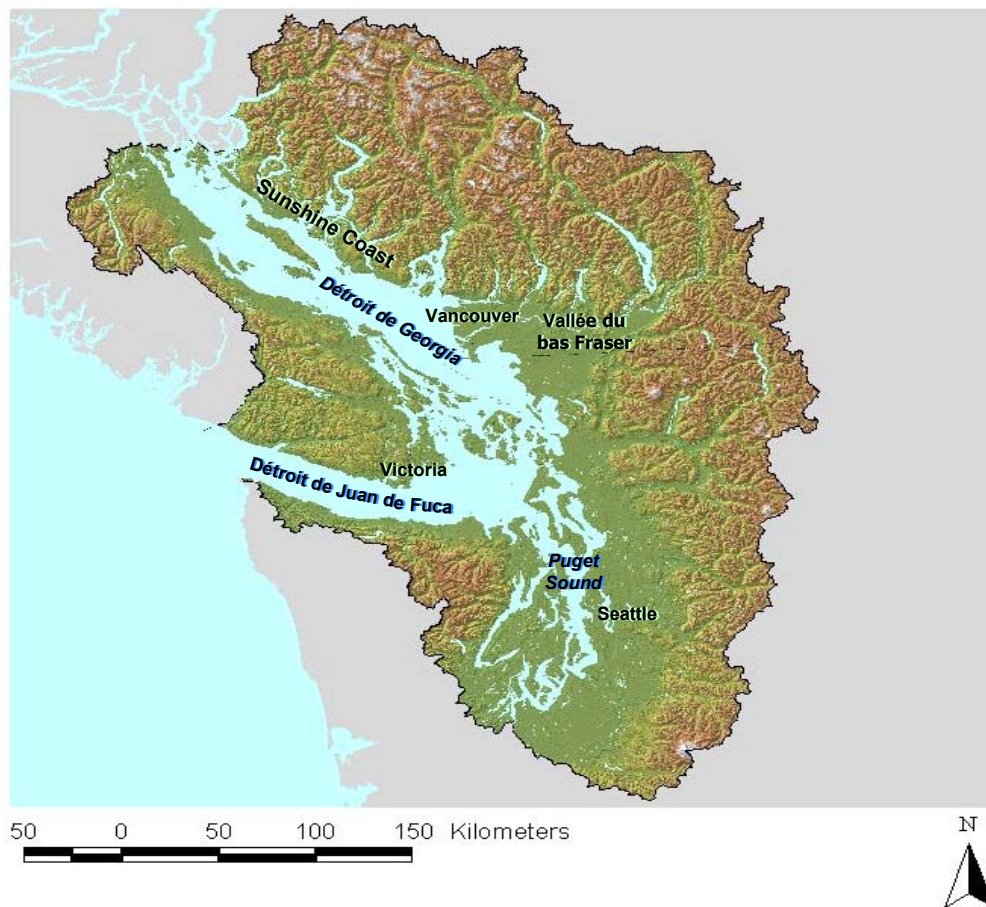 Sunshine Coast
Détroit de Georgia
Vancouver
Vallée du
bas Fraser
Victoria
Détroit de Juan de Fuca
Puget
Sound
Seattle
50 0 50 100 150 Kilometers
N